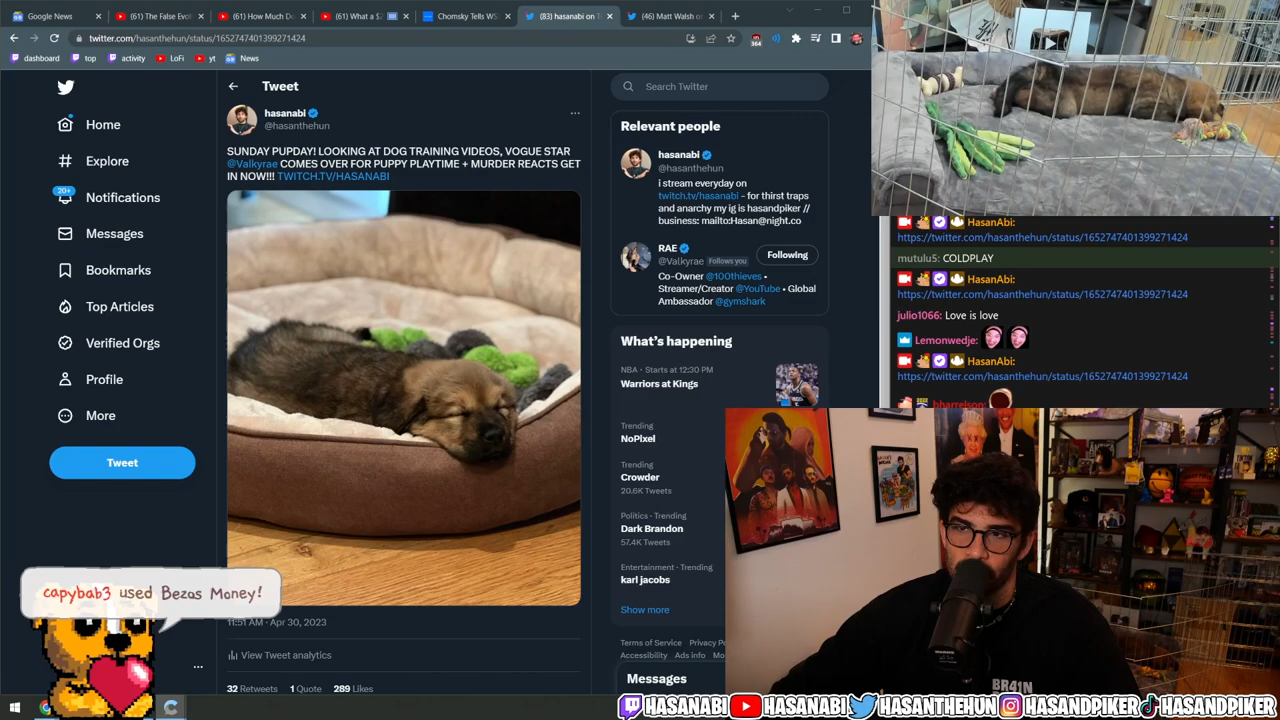 Google News
(61) The False Evo
(61) How Much D
(61) What a $
Chomsky Tells WS
(83) hasanabi on T
(46) Matt Walsh o
twitter.com/hasanthehun/status/1652747401399271424
364
dashboard
top
activity
LoFi
yt
News
Tweet
Search Twitter
Home
Explore
20+
Notifications
Messages
Bookmarks
Top Articles
Verified Orgs
Profile
More
Tweet
hasanabi
@hasanthehun
SUNDAY PUPDAY! LOOKING AT DOG TRAINING VIDEOS, VOGUE STAR
@Valkyrae COMES OVER FOR PUPPY PLAYTIME + MURDER REACTS GET
IN NOW!!! TWITCH.TV/HASANABI
11:51 AM · Apr 30, 2023
View Tweet analytics
32 Retweets 1 Quote 289 Likes
Relevant people
hasanabi
@hasanthehun
i stream everyday on
twitch.tv/hasanabi - for thirst traps
and anarchy my ig is hasandpiker //
business: mailto:Hasan@night.co
RAE
@Valkyrae Follows you
Following
Co-Owner @100thieves •
Streamer/Creator @YouTube • Global
Ambassador @gymshark
What's happening
NBA · Starts at 12:30 PM
Warriors at Kings
Trending
NoPixel
Trending
Crowder
20.6K Tweets
Politics · Trending
Dark Brandon
57.4K Tweets
Entertainment · Trending
karl jacobs
Show more
Terms of Service Privacy Po
Accessibility Ads info Mo
Messages
HasanAbi:
https://twitter.com/hasanthehun/status/1652747401399271424
mutulu5: COLDPLAY
HasanAbi:
https://twitter.com/hasanthehun/status/1652747401399271424
julio1066: Love is love
Lemonwedje:
HasanAbi:
https://twitter.com/hasanthehun/status/1652747401399271424
bharrelson:
capybab3 used Bezos Money!
BR41N
HASANABI
HASANABI
HASANTHEHUN
HASANDPIKER
HASANDPIKER